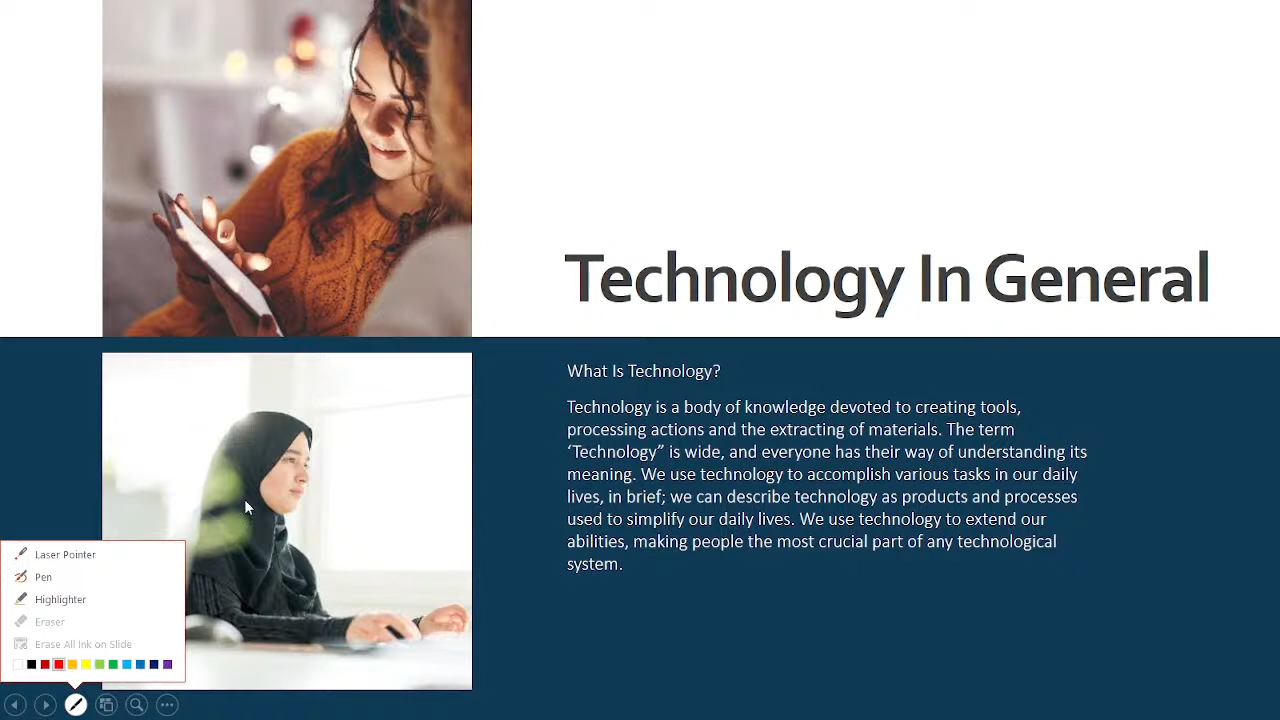 Technology In General
What Is Technology?
Technology is a body of knowledge devoted to creating tools,
processing actions and the extracting of materials. The term
‘Technology” is wide, and everyone has their way of understanding its
meaning. We use technology to accomplish various tasks in our daily
lives, in brief; we can describe technology as products and processes
used to simplify our daily lives. We use technology to extend our
abilities, making people the most crucial part of any technological
system.
Laser Pointer
Pen
Highlighter
Eraser
Erase All Ink on Slide